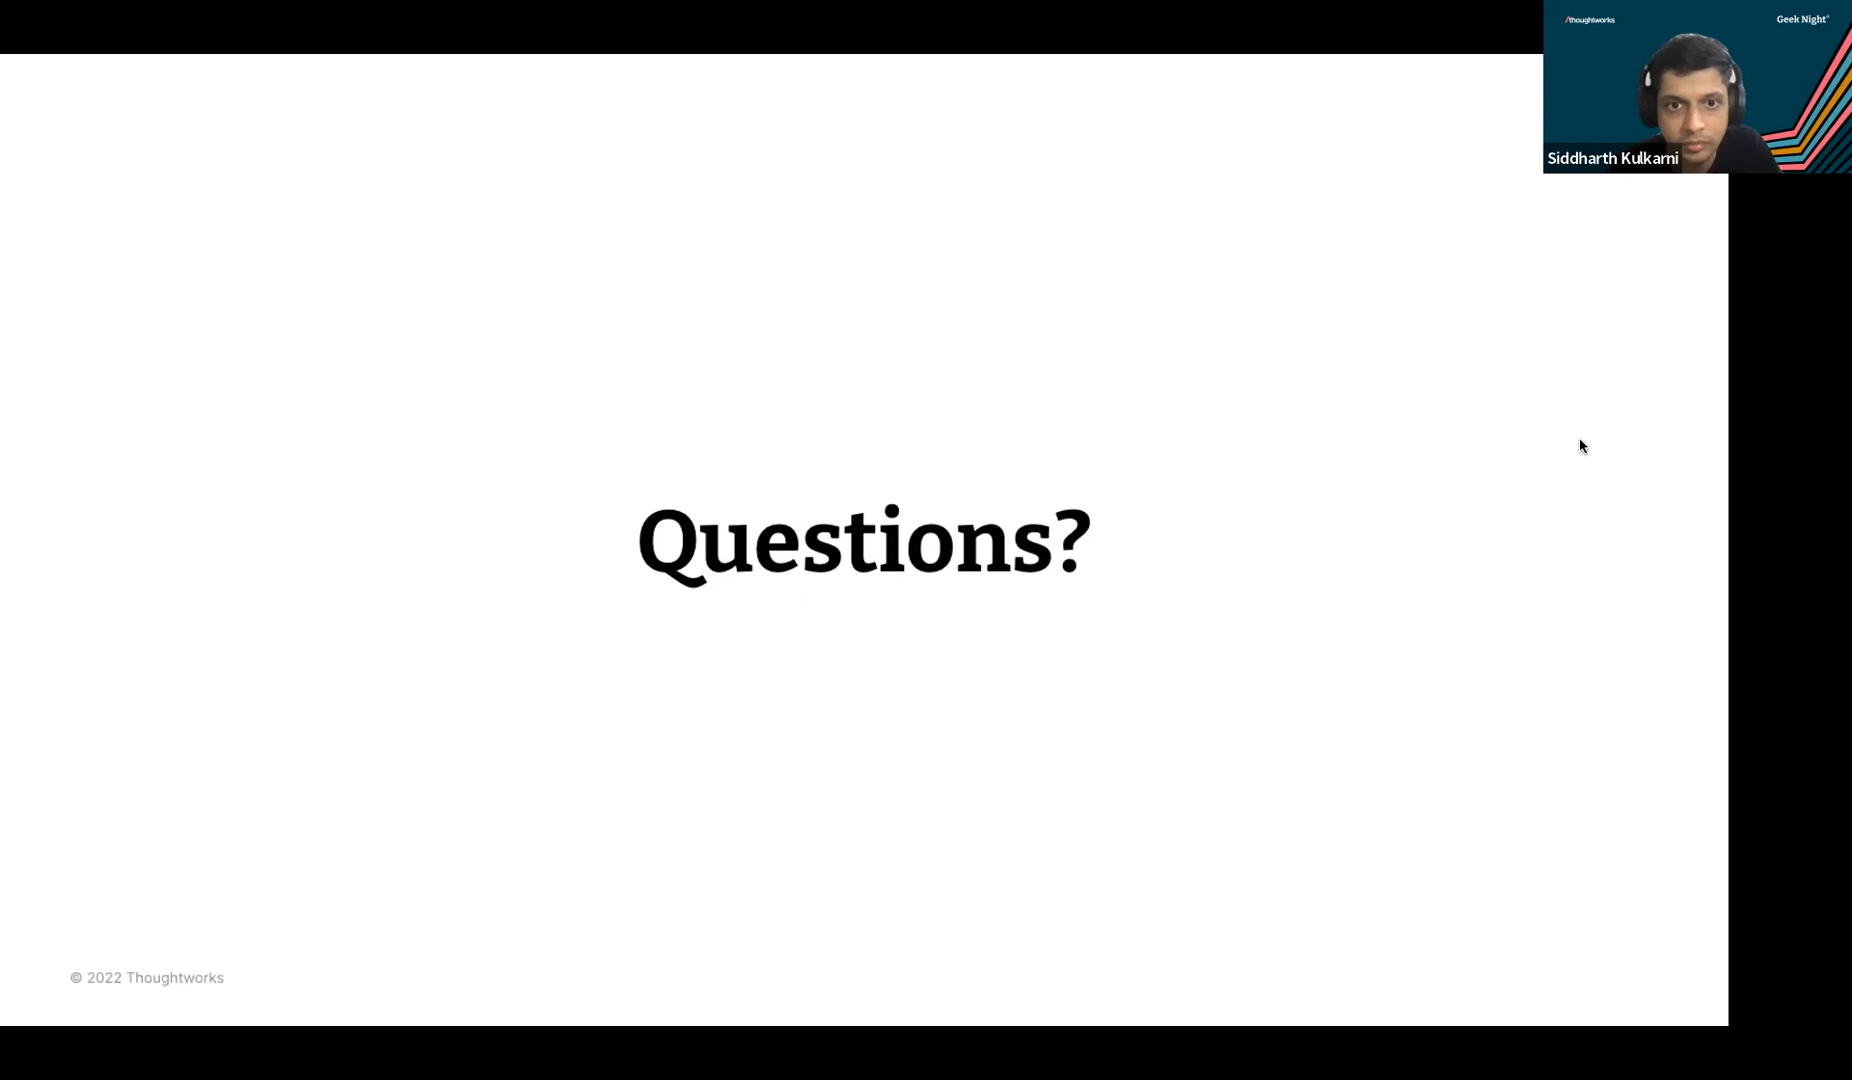 /thoughtworks
Geek Night®
Siddharth Kulkarni
Questions?
© 2022 Thoughtworks